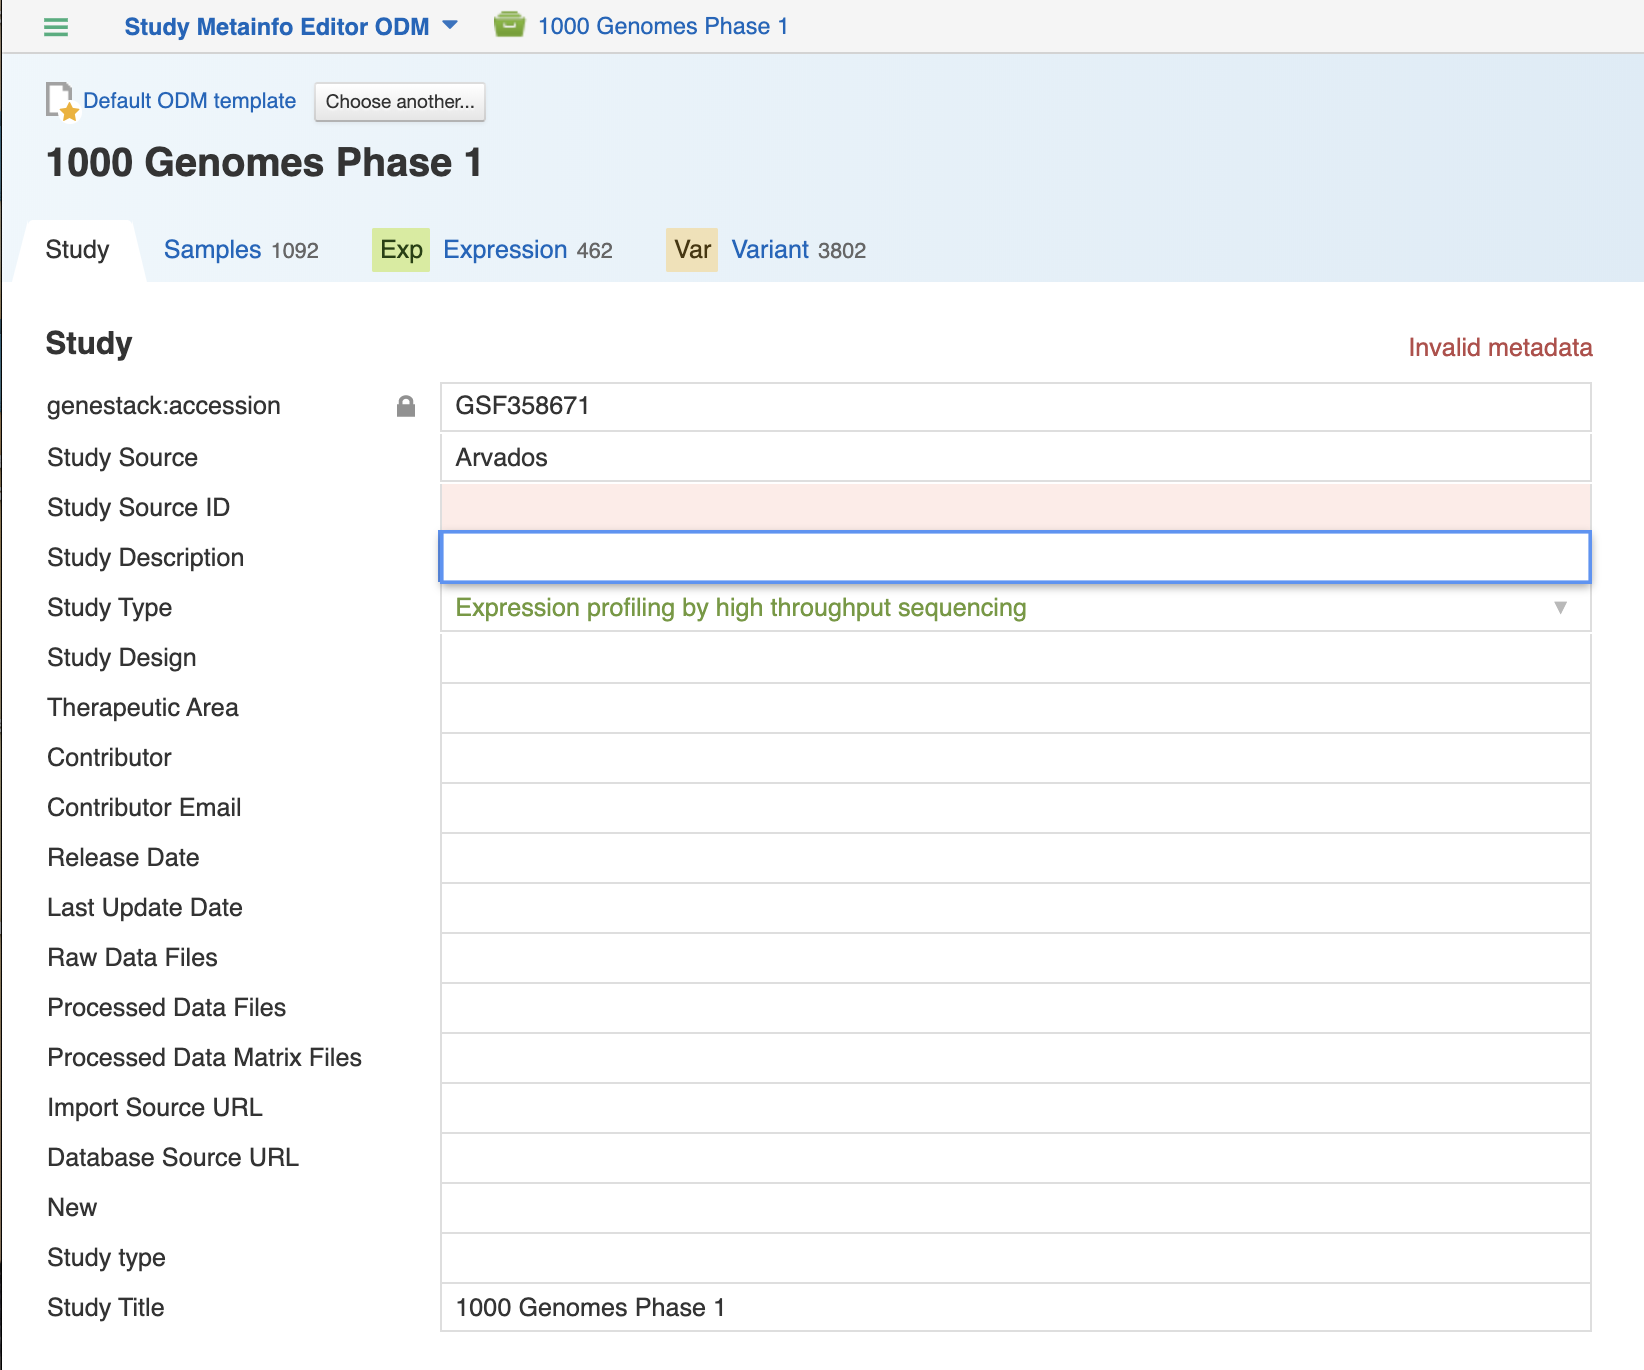 Study Metainfo Editor ODM 1000 Genomes Phase 1
Default ODM template Choose another...
1000 Genomes Phase 1
Study Samples 1092 Exp Expression 462 Var Variant 3802
Study Invalid metadata
genestack:accession GSF358671
Study Source Arvados
Study Source ID
Study Description
Study Type Expression profiling by high throughput sequencing
Study Design
Therapeutic Area
Contributor
Contributor Email
Release Date
Last Update Date
Raw Data Files
Processed Data Files
Processed Data Matrix Files
Import Source URL
Database Source URL
New
Study type
Study Title 1000 Genomes Phase 1